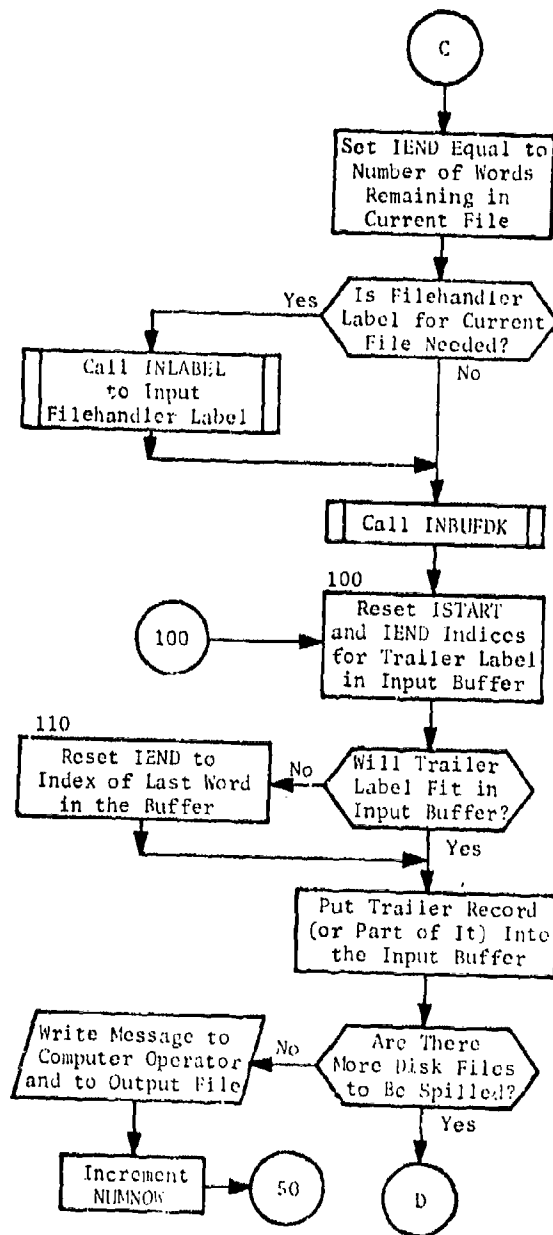 C
Set IEND Equal to
Number of Words
Remaining in
Current File
Yes
Is Filehandler
Label for Current
File Needed?
No
Call INLABEL
to Input
Filehandler Label
Call INBUFDK
100
100
Reset ISTART
and IEND Indices
for Trailer Label
in Input Buffer
110
Reset IEND to
Index of Last Word
in the Buffer
No
Will Trailer
Label Fit in
Input Buffer?
Yes
Put Trailer Record
(or Part of It) Into
the Input Buffer
Write Message to
Computer Operator
and to Output File
No
Are There
More Disk Files
to Be Spilled?
Yes
Increment
NUMNOW
50
D